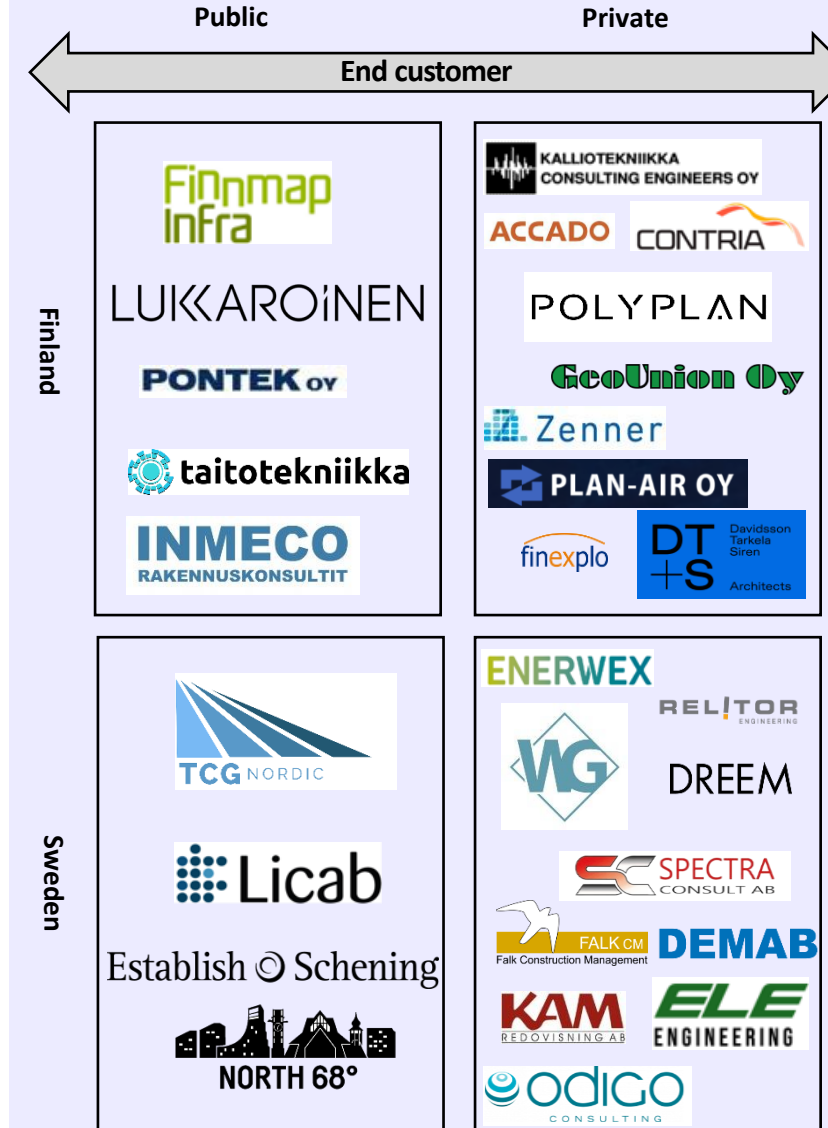 Public
Private
End customer
Finland
Finnmap
Infra
LUKKAROiNEN
PONTEK OY
taitotekniikka
INMECO
RAKENNUSKONSULTIT
KALLIOTEKNIIKKA
CONSULTING ENGINEERS OY
ACCADO
CONTRIA
POLYPLAN
GeoUnion Oy
Zenner
PLAN-AIR OY
finexplo
DT
+S
Davidsson
Tarkela
Siren
Architects
Sweden
TCG NORDIC
Licab
Establish Schening
NORTH 68°
ENERWEX
REL!TOR
ENGINEERING
WG
DREEM
SC
SPECTRA
CONSULT AB
FALK CM
Falk Construction Management
DEMAB
KAM
REDOVISNING AB
ELE
ENGINEERING
ODIGO
CONSULTING